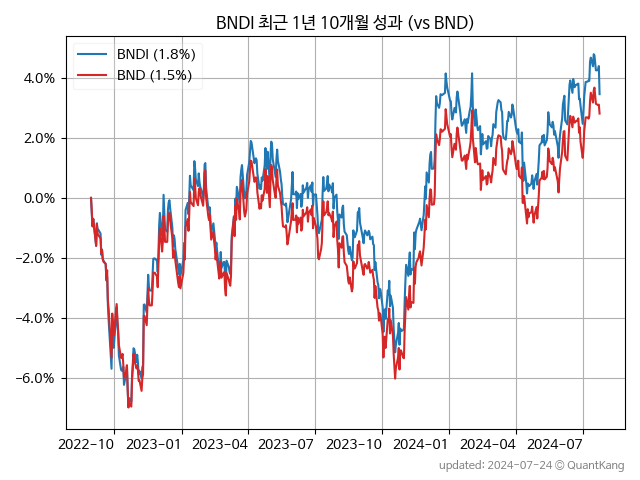 BNDI 최근 1년 10개월 성과 (vs BND)
BNDI (1.8%)
BND (1.5%)
4.0%
2.0%
0.0%
−2.0%
−4.0%
−6.0%
2022-10 2023-01 2023-04 2023-07 2023-10 2024-01 2024-04 2024-07
updated: 2024-07-24 © QuantKang